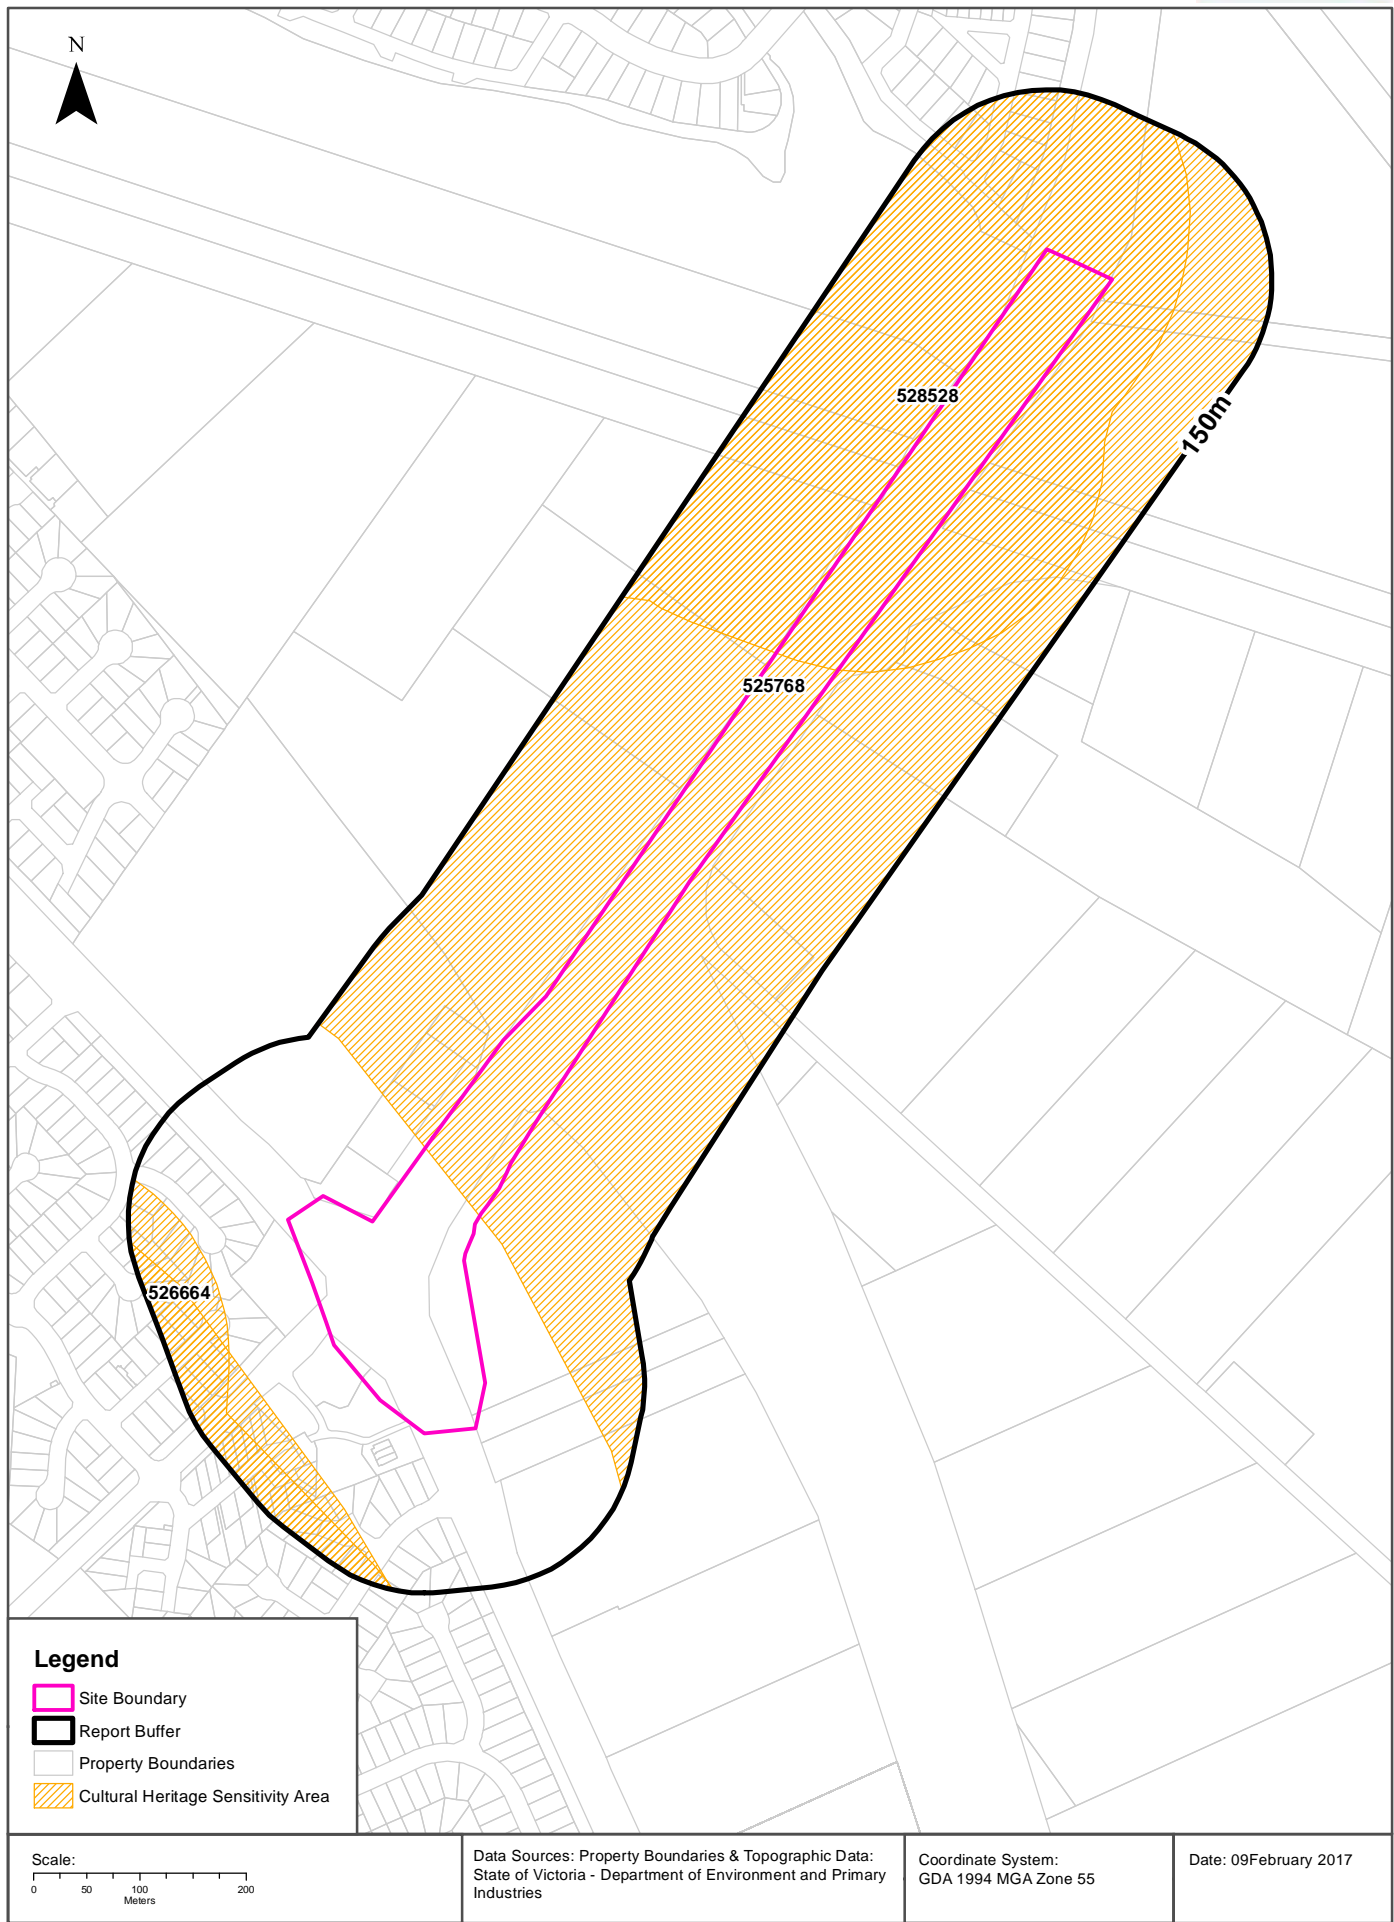 N
528528
150m
525768
526664
Legend
Site Boundary
Report Buffer
Property Boundaries
Cultural Heritage Sensitivity Area
Scale:
0 50 100 200
Meters
Data Sources: Property Boundaries & Topographic Data:
State of Victoria - Department of Environment and Primary
Industries
Coordinate System:
GDA 1994 MGA Zone 55
Date: 09February 2017